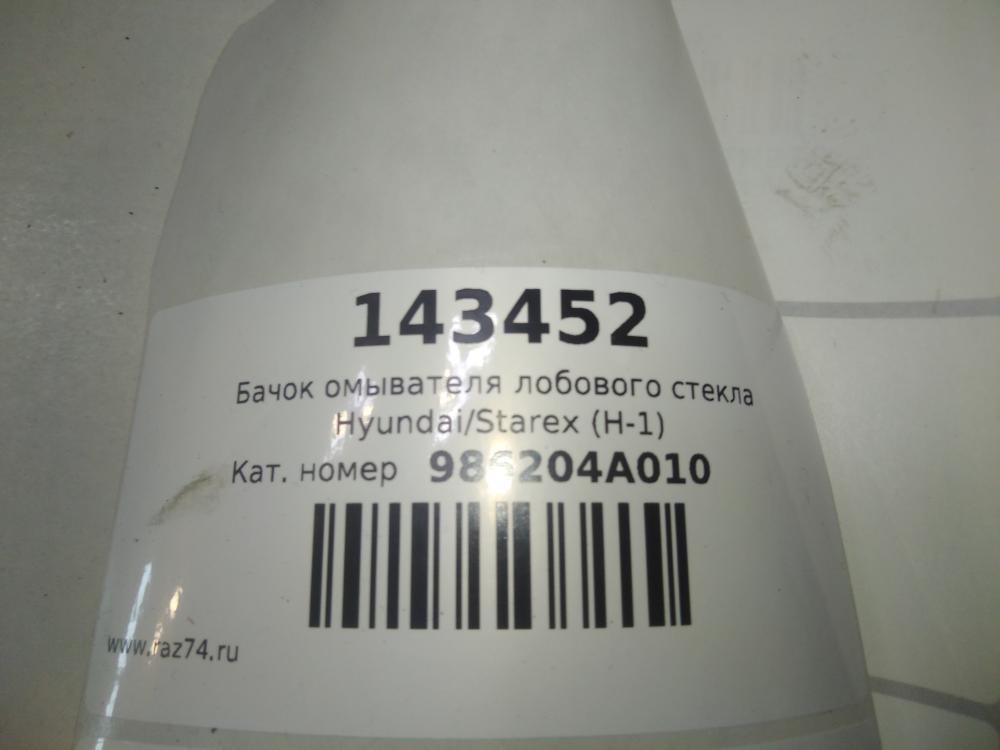 143452
Бачок омывателя лобового стекла
Hyundai/Starex (H-1)
Кат. номер 986204A010
www.raz74.ru